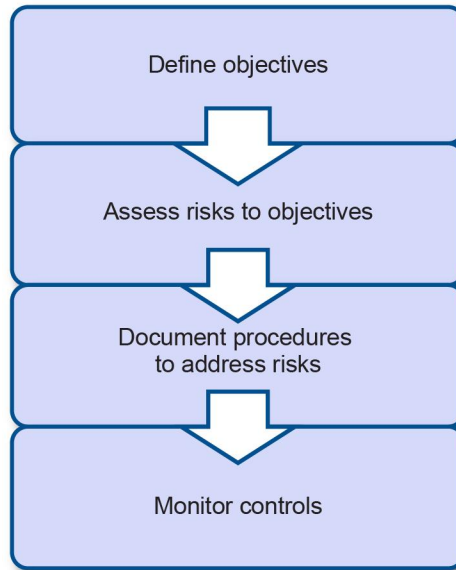 Define objectives
Assess risks to objectives
Document procedures
to address risks
Monitor controls